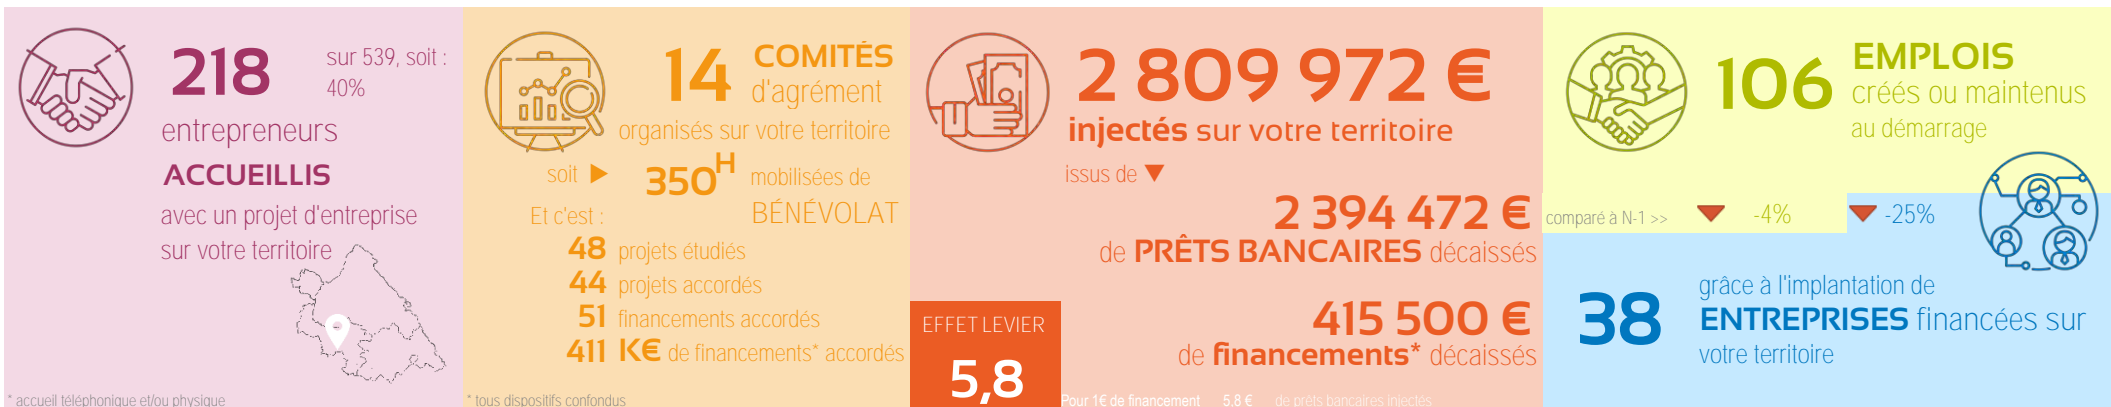 218
sur 539, soit :
40%
entrepreneurs
ACCUEILLIS
avec un projet d'entreprise
sur votre territoire
* accueil téléphonique et/ou physique
14 COMITÉS
d'agrément
organisés sur votre territoire
soit ▶ 350H mobilisées de
BÉNÉVOLAT
Et c'est :
48 projets étudiés
44 projets accordés
51 financements accordés
411 K€ de financements* accordés
* tous dispositifs confondus
2 809 972 €
injectés sur votre territoire
issus de ▼
2 394 472 €
de PRÊTS BANCAIRES décaissés
415 500 €
de financements* décaissés
EFFET LEVIER
5,8
Pour 1€ de financement 5,8 € de prêts bancaires injectés
106 EMPLOIS
créés ou maintenus
au démarrage
comparé à N-1 >> ▼ -4% ▼ -25%
38
grâce à l'implantation de
ENTREPRISES financées sur
votre territoire